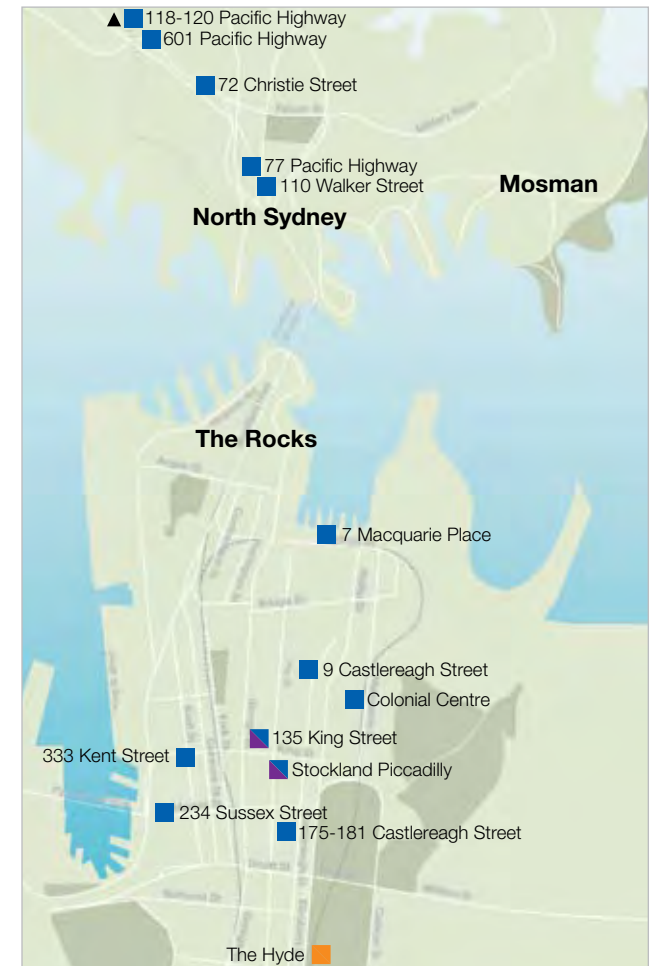 118-120 Pacific Highway
601 Pacific Highway
72 Christie Street
Military Road
77 Pacific Highway
110 Walker Street
Mosman
North Sydney
The Rocks
7 Macquarie Place
9 Castlereagh Street
Colonial Centre
135 King Street
333 Kent Street
Stockland Piccadilly
234 Sussex Street
175-181 Castlereagh Street
The Hyde